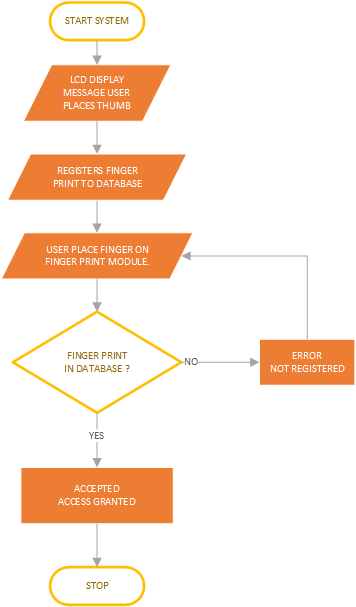 START SYSTEM
LCD DISPLAY
MESSAGE USER
PLACES THUMB
REGISTERS FINGER
PRINT TO DATABASE
USER PLACE FINGER ON
FINGER PRINT MODULE.
FINGER PRINT
IN DATABASE ?
NO
ERROR
NOT REGISTERED
YES
ACCEPTED
ACCESS GRANTED
STOP